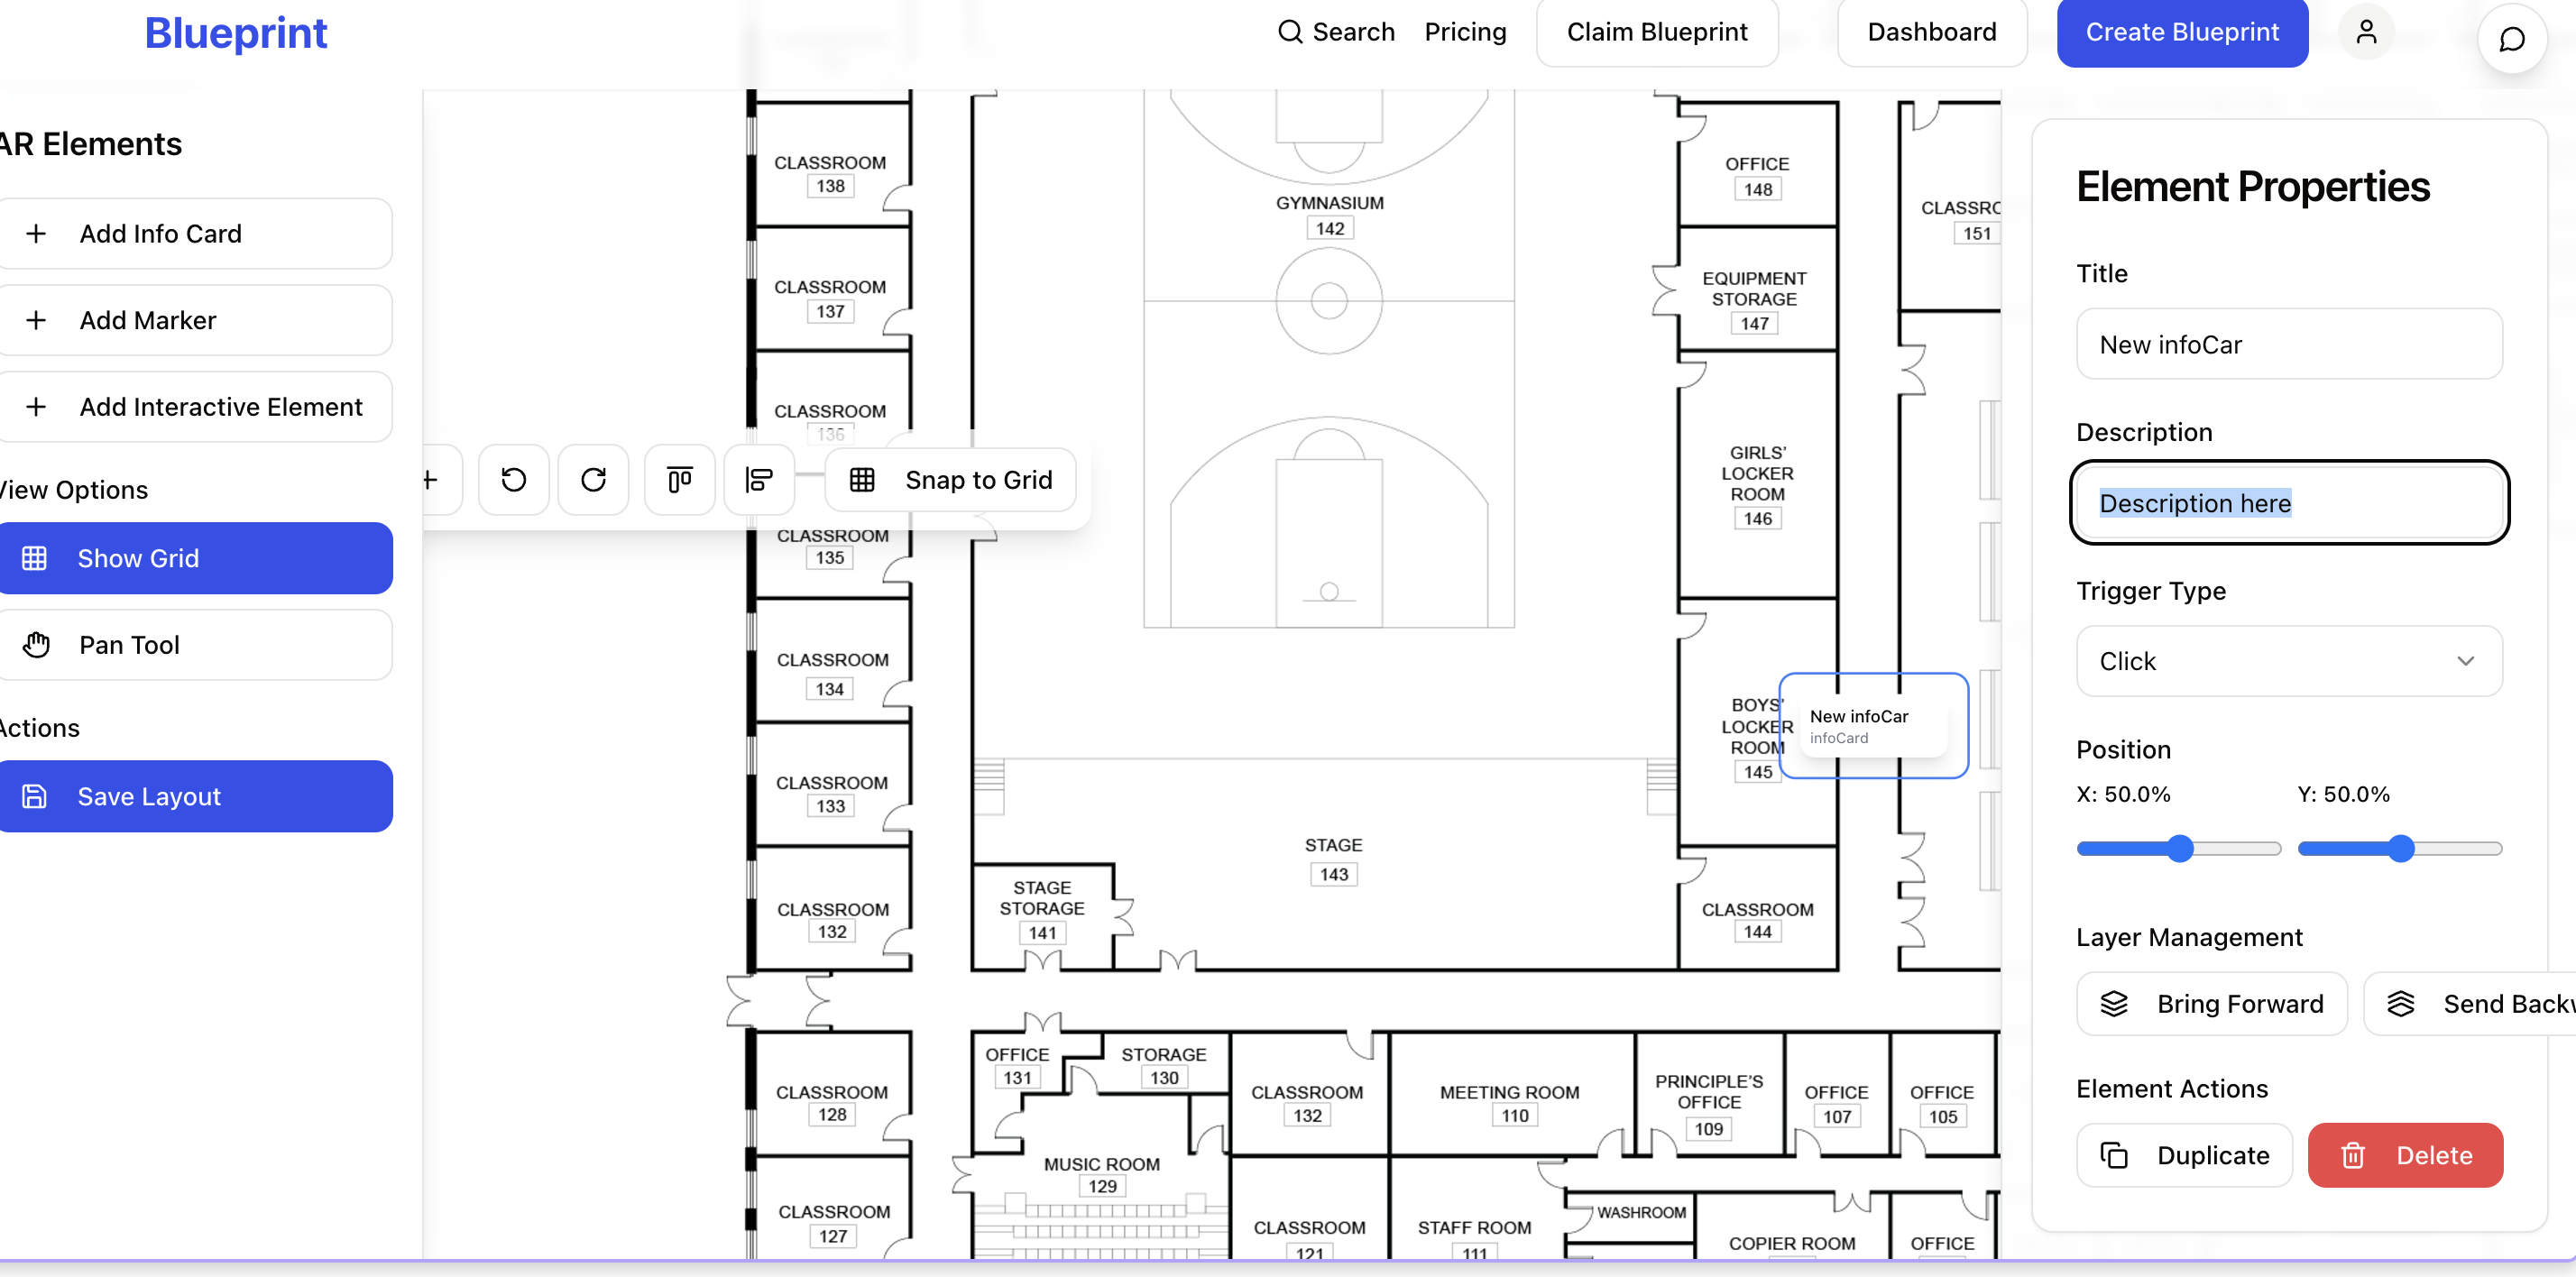 Blueprint
Search
Pricing
Claim Blueprint
Dashboard
Create Blueprint
AR Elements
Add Info Card
Add Marker
Add Interactive Element
View Options
Show Grid
Pan Tool
Actions
Save Layout
Snap to Grid
CLASSROOM
138
CLASSROOM
137
CLASSROOM
136
CLASSROOM
135
CLASSROOM
134
CLASSROOM
133
CLASSROOM
132
CLASSROOM
128
CLASSROOM
127
GYMNASIUM
142
STAGE
143
STAGE
STORAGE
141
OFFICE
148
EQUIPMENT
STORAGE
147
GIRLS'
LOCKER
ROOM
146
BOYS'
LOCKER
ROOM
145
New infoCar
infoCard
CLASSROOM
144
CLASSRO
151
OFFICE
131
STORAGE
130
MUSIC ROOM
129
CLASSROOM
132
MEETING ROOM
110
PRINCIPLE'S
OFFICE
109
OFFICE
107
OFFICE
105
CLASSROOM
121
STAFF ROOM
111
WASHROOM
COPIER ROOM
OFFICE
Element Properties
Title
New infoCar
Description
Description here
Trigger Type
Click
Position
X: 50.0%
Y: 50.0%
Layer Management
Bring Forward
Send Backw
Element Actions
Duplicate
Delete